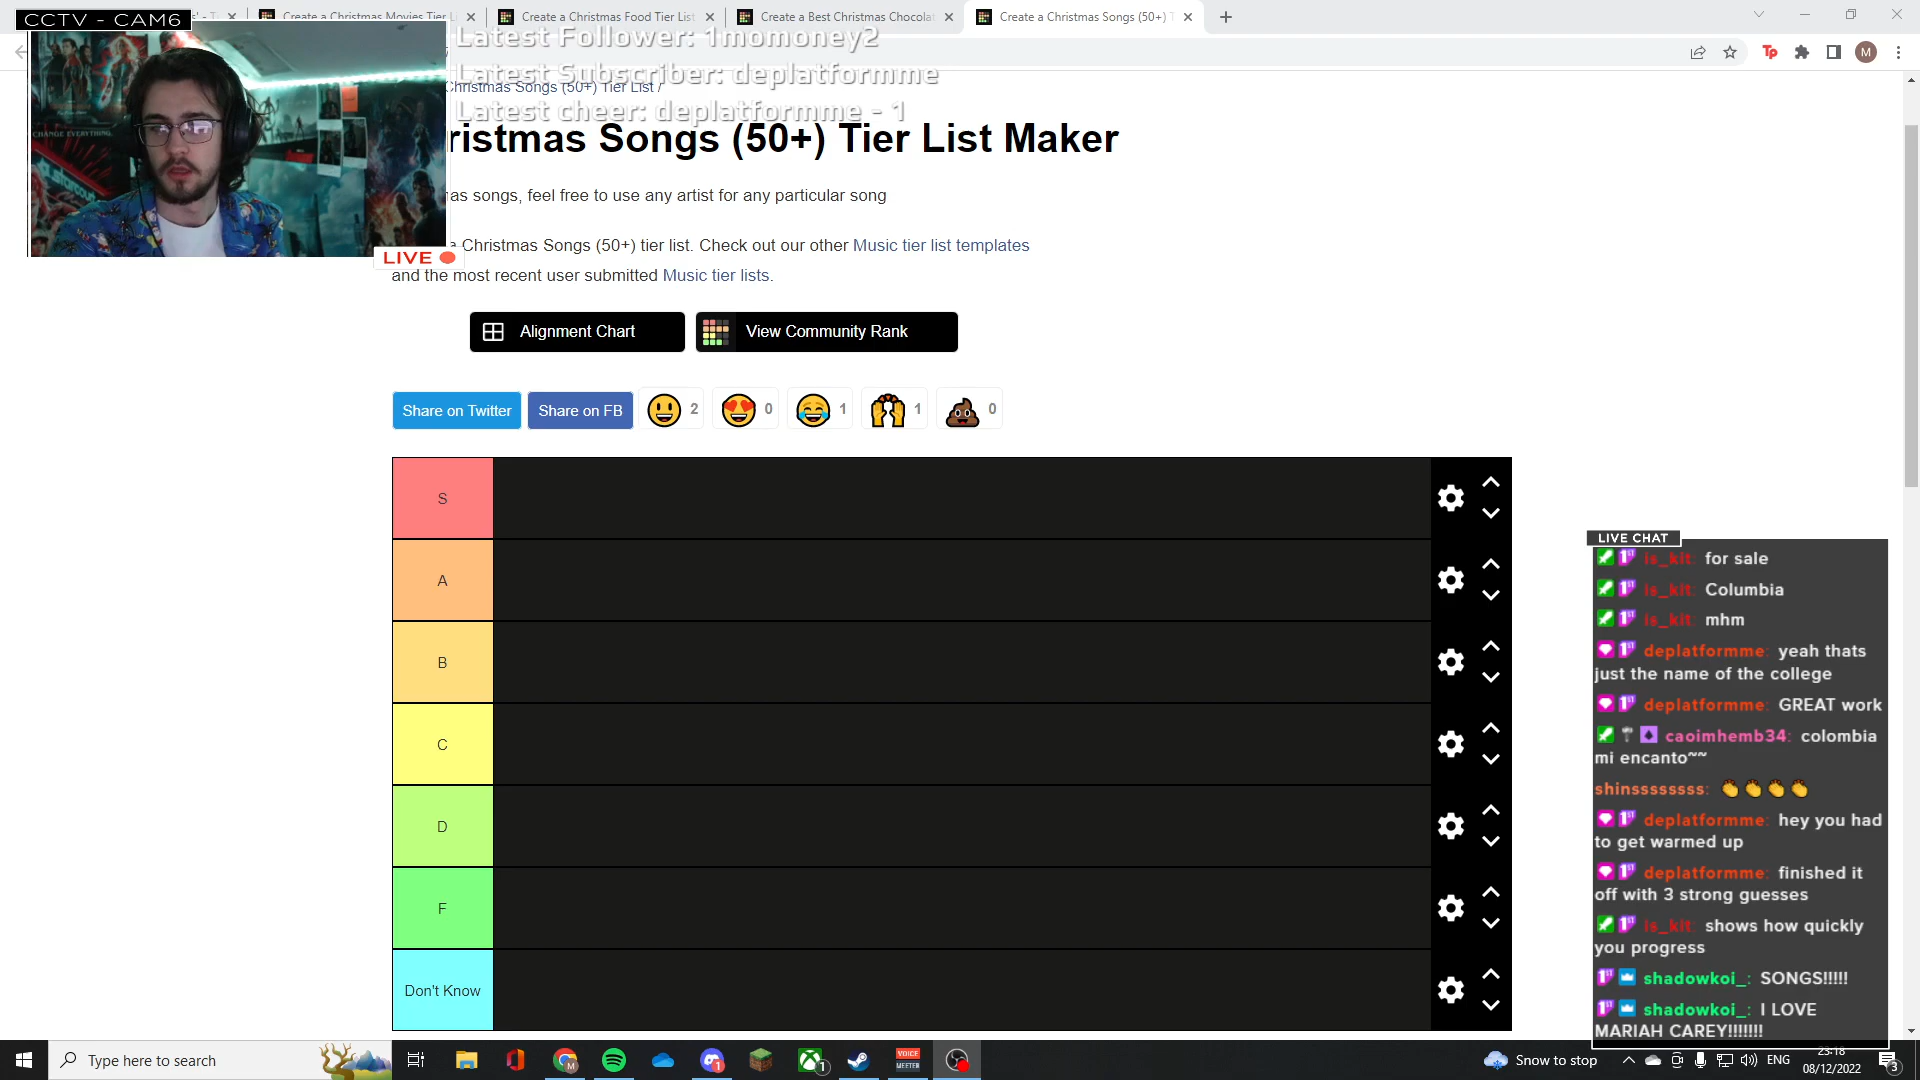 CCTV - CAM6
Create a Christmas Movies Tier Li
Create a Christmas Food Tier List
Create a Best Christmas Chocolat
Create a Christmas Songs (50+) T
Latest Follower: 1momoney2
Latest Subscriber: deplatformme
Christmas Songs (50+) Tier List /
Latest cheer: deplatformme - 1
ristmas Songs (50+) Tier List Maker
CHANGE EVERYTHING.
as songs, feel free to use any artist for any particular song
a Christmas Songs (50+) tier list. Check out our other Music tier list templates
LIVE
and the most recent user submitted Music tier lists.
Alignment Chart
View Community Rank
Share on Twitter
Share on FB
2
0
1
1
0
S
A
B
C
D
F
Don't Know
LIVE CHAT
is_kit: for sale
is_kit: Columbia
is_kit: mhm
deplatformme: yeah thats
just the name of the college
deplatformme: GREAT work
caoimhemb34: colombia
mi encanto~~
shinsssssssss: 👏 👏 👏 👏
deplatformme: hey you had
to get warmed up
deplatformme: finished it
off with 3 strong guesses
is_kit: shows how quickly
you progress
shadowkoi_: SONGS!!!!!
shadowkoi_: I LOVE
MARIAH CAREY!!!!!!!
Type here to search
VOICE
MEETER
Snow to stop
ENG
23:18
08/12/2022
3